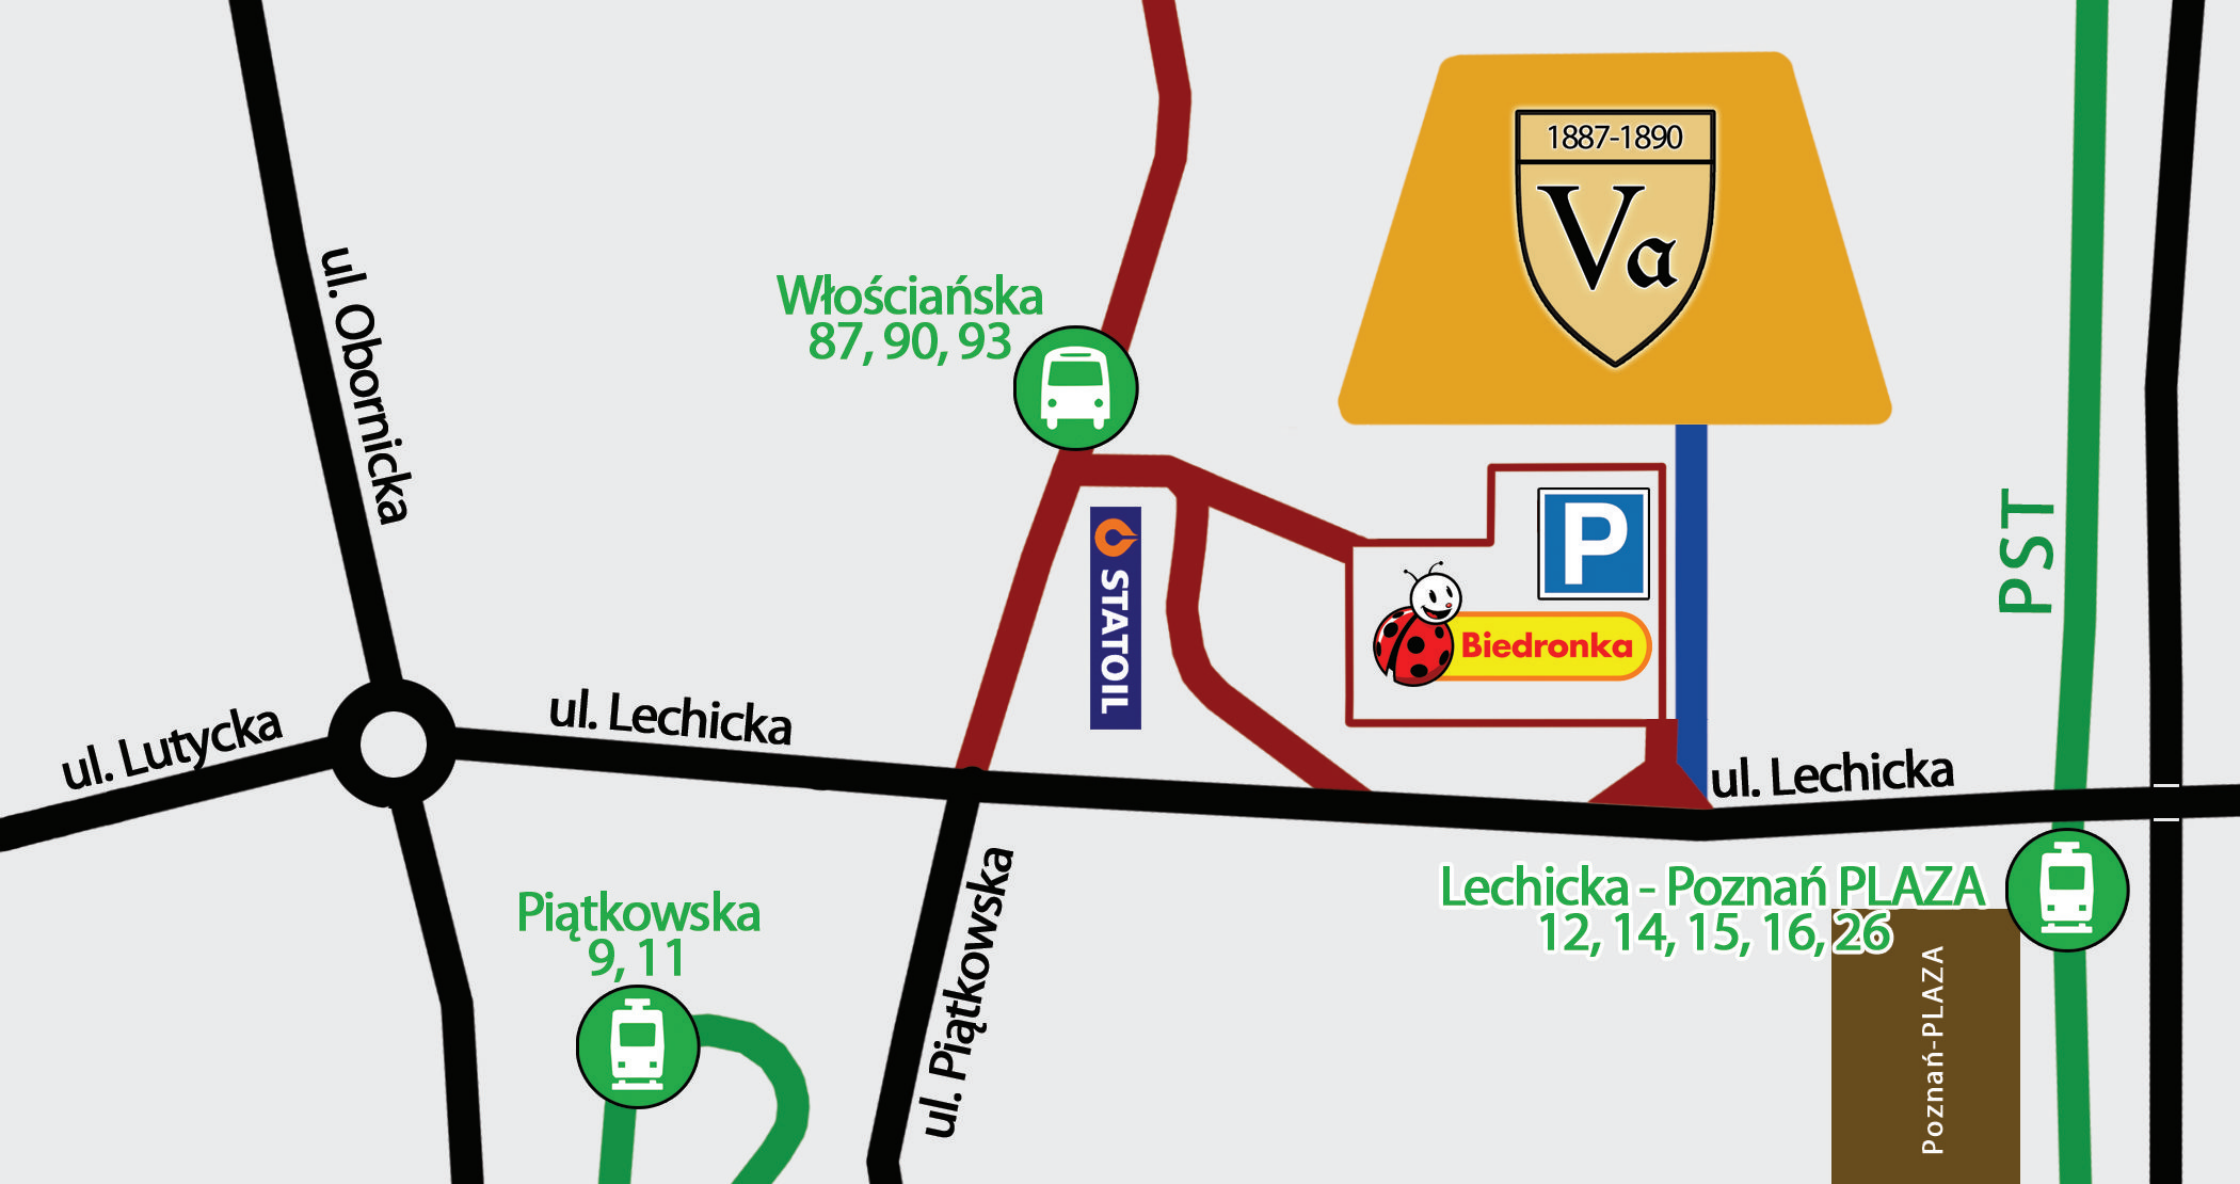 1887-1890
Va
ul. Obornicka
Włościańska
87, 90, 93
PST
P
STATOIL
Biedronka
ul. Lutycka
ul. Lechicka
ul. Lechicka
Piątkowska
9, 11
ul. Piątkowska
Lechicka - Poznań PLAZA
12, 14, 15, 16, 26
Poznań-PLAZA